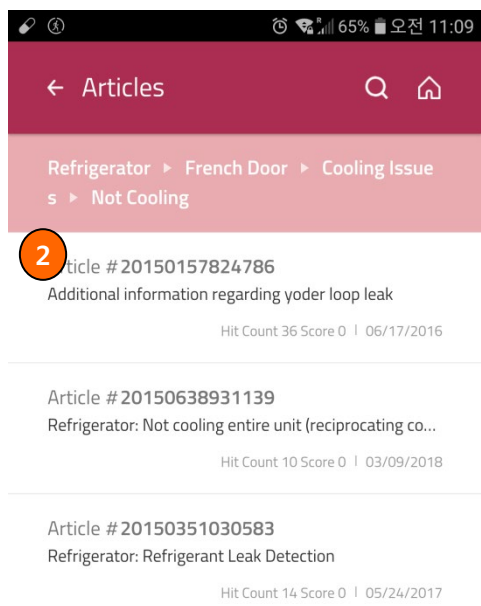 65% 오전 11:09
Articles
Refrigerator ▸ French Door ▸ Cooling Issue
s ▸ Not Cooling
2
ticle #20150157824786
Additional information regarding yoder loop leak
Hit Count 36 Score 0 | 06/17/2016
Article #20150638931139
Refrigerator: Not cooling entire unit (reciprocating co...
Hit Count 10 Score 0 | 03/09/2018
Article #20150351030583
Refrigerator: Refrigerant Leak Detection
Hit Count 14 Score 0 | 05/24/2017